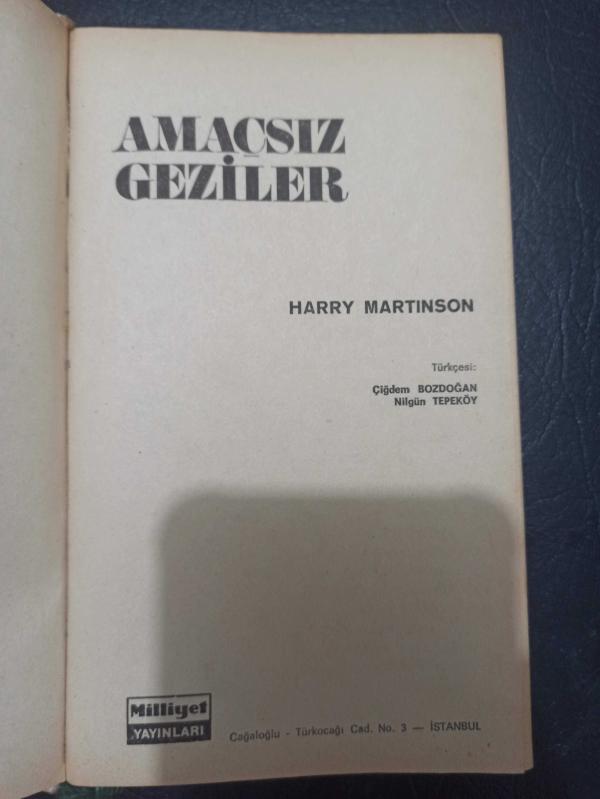 AMAÇSIZ
GEZİLER
HARRY MARTINSON
Türkçesi:
Çiğdem BOZDOĞAN
Nilgün TEPEKÖY
Milliyet
YAYINLARI
Cağaloğlu - Türkocağı Cad. No. 3 — İSTANBUL